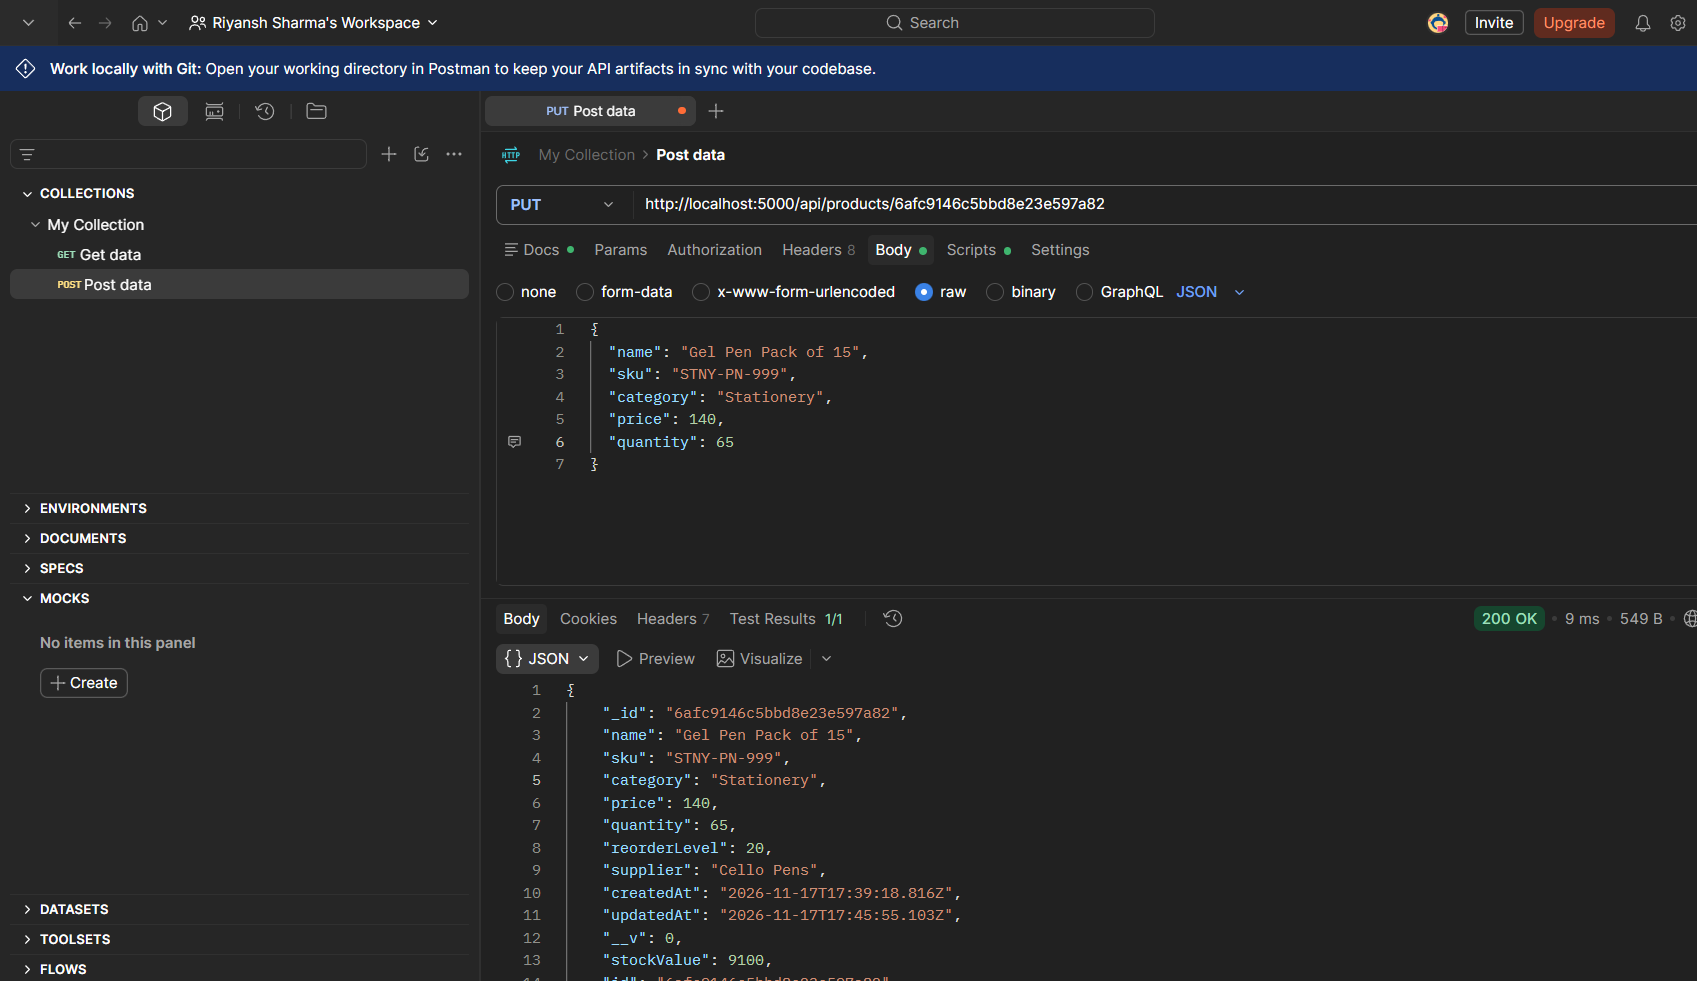 Riyansh Sharma's Workspace
Search
Invite
Upgrade
Work locally with Git: Open your working directory in Postman to keep your API artifacts in sync with your codebase.
PUT Post data
COLLECTIONS
My Collection
GET Get data
POST Post data
ENVIRONMENTS
DOCUMENTS
SPECS
MOCKS
No items in this panel
Create
DATASETS
TOOLSETS
FLOWS
HTTP My Collection > Post data
PUT http://localhost:5000/api/products/6afc9146c5bbd8e23e597a82
Docs Params Authorization Headers 8 Body Scripts Settings
none form-data x-www-form-urlencoded raw binary GraphQL JSON
1 {
2 "name": "Gel Pen Pack of 15",
3 "sku": "STNY-PN-999",
4 "category": "Stationery",
5 "price": 140,
6 "quantity": 65
7 }
Body Cookies Headers 7 Test Results 1/1
200 OK • 9 ms • 549 B •
{} JSON Preview Visualize
1 {
2 "_id": "6afc9146c5bbd8e23e597a82",
3 "name": "Gel Pen Pack of 15",
4 "sku": "STNY-PN-999",
5 "category": "Stationery",
6 "price": 140,
7 "quantity": 65,
8 "reorderLevel": 20,
9 "supplier": "Cello Pens",
10 "createdAt": "2026-11-17T17:39:18.816Z",
11 "updatedAt": "2026-11-17T17:45:55.103Z",
12 "__v": 0,
13 "stockValue": 9100,